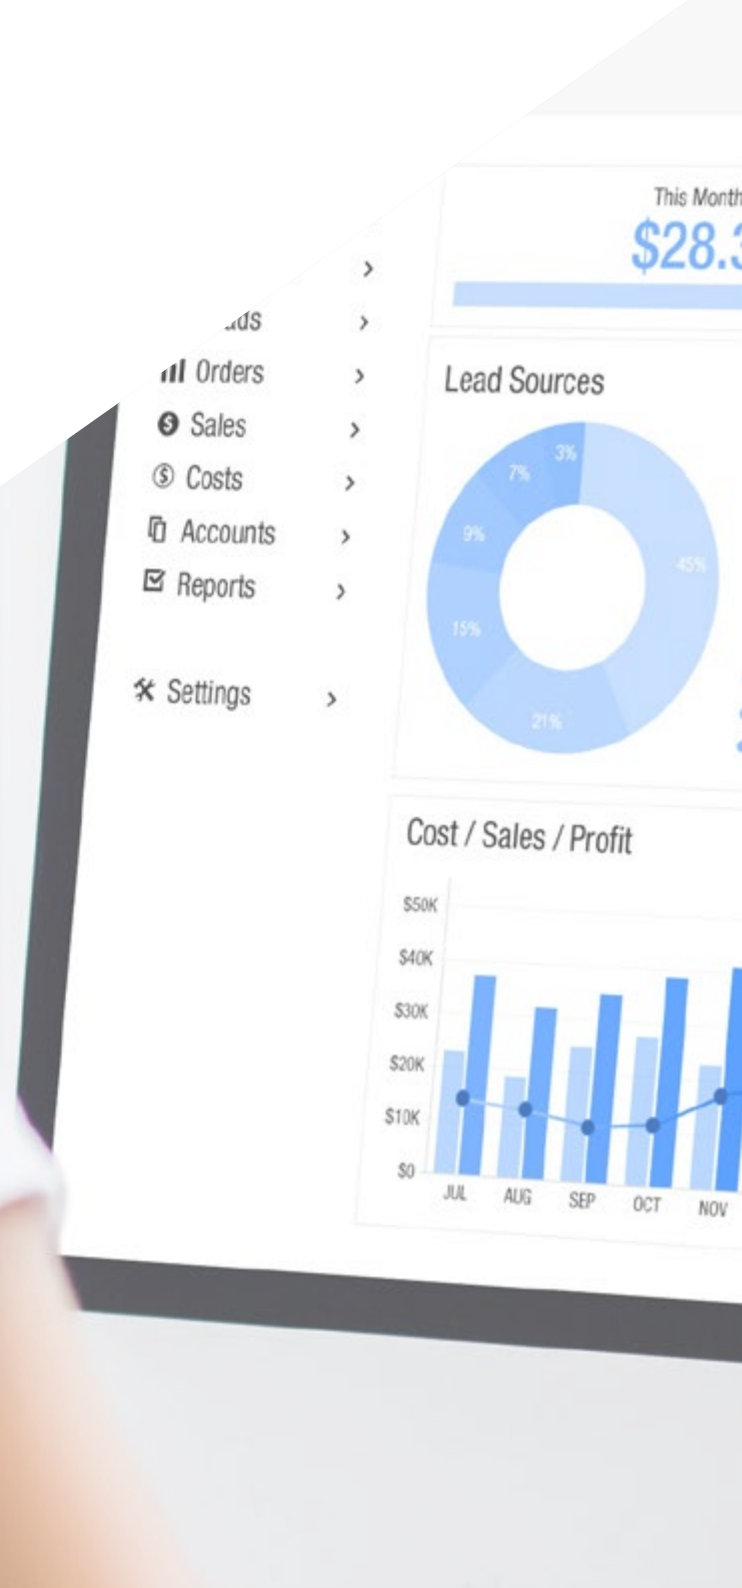 This Month
$28.3
Orders
Sales
Costs
Accounts
Reports
Settings
Lead Sources
3%
7%
9%
45%
15%
21%
Cost / Sales / Profit
$50K
$40K
$30K
$20K
$10K
$0
JUL
AUG
SEP
OCT
NOV